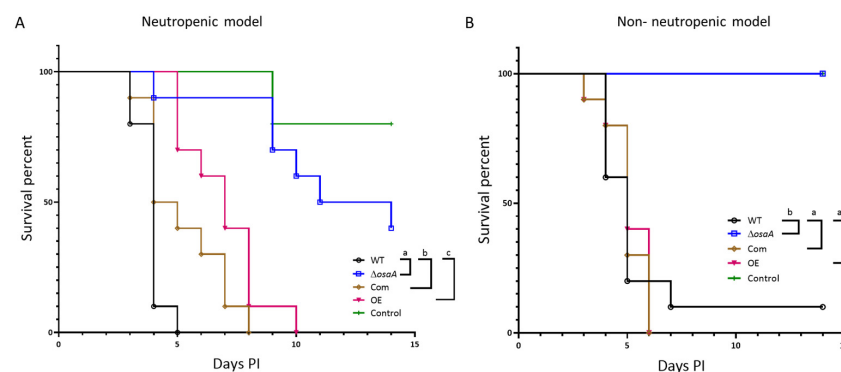 A
Neutropenic model
Survival percent
100
50
0
0
5
10
15
Days PI
WT
ΔosaA
Com
OE
Control
a
b
c
B
Non- neutropenic model
Survival percent
100
50
0
0
5
10
Days PI
WT
ΔosaA
Com
OE
Control
b
a
a